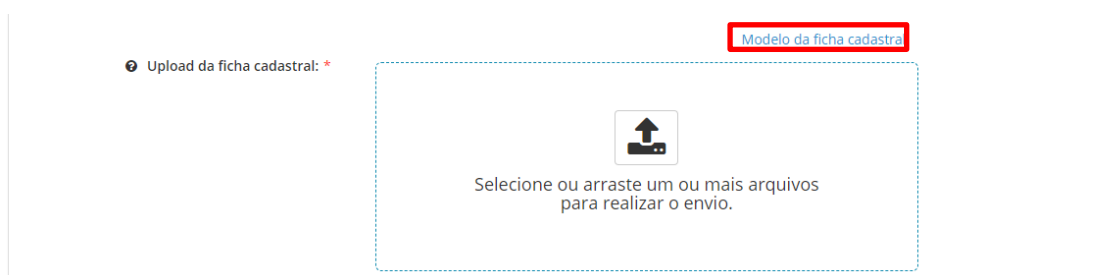 Modelo da ficha cadastra
Upload da ficha cadastral: *
Selecione ou arraste um ou mais arquivos
para realizar o envio.